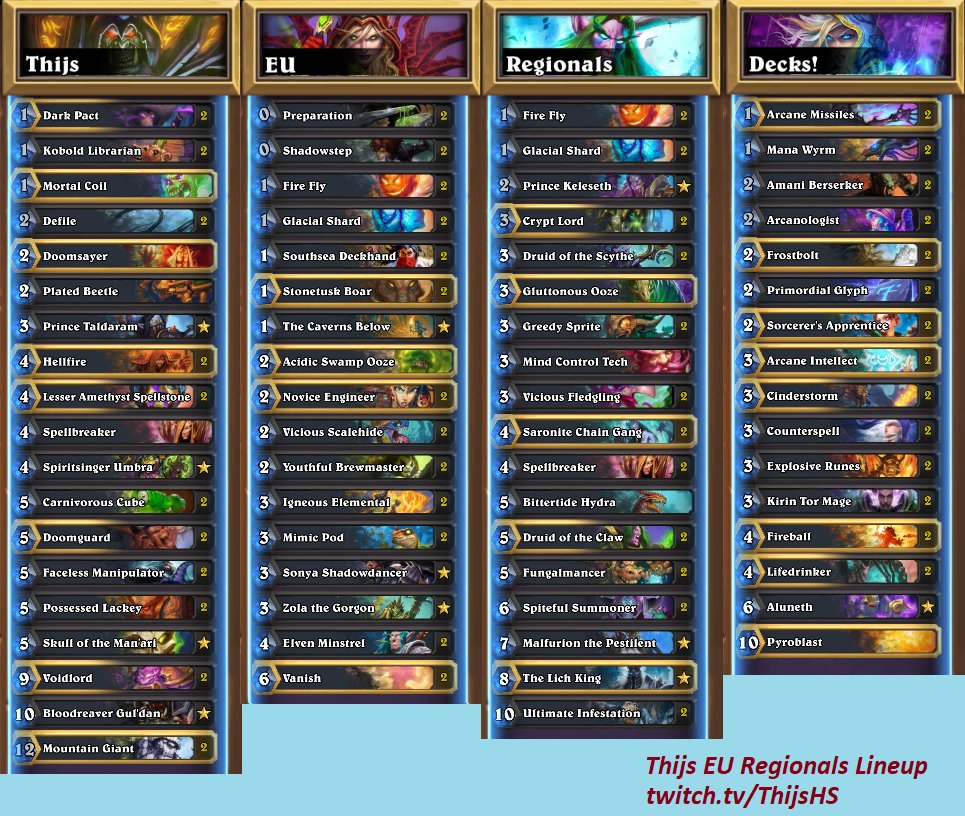 Thijs
1 Dark Pact 2
1 Kobold Librarian 2
1 Mortal Coil
2 Defile 2
2 Doomsayer
2 Plated Beetle
3 Prince Taldaram
4 Hellfire 2
4 Lesser Amethyst Spellstone 2
4 Spellbreaker
4 Spiritsinger Umbra
5 Carnivorous Cube 2
5 Doomguard 2
5 Faceless Manipulator 2
5 Possessed Lackey 2
5 Skull of the Man'ari
9 Voidlord 2
10 Bloodreaver Gul'dan
12 Mountain Giant 2
EU
0 Preparation 2
0 Shadowstep 2
1 Fire Fly 2
1 Glacial Shard 2
1 Southsea Deckhand 2
1 Stonetusk Boar 2
1 The Caverns Below
2 Acidic Swamp Ooze
2 Novice Engineer 2
2 Vicious Scalehide 2
2 Youthful Brewmaster 2
3 Igneous Elemental 2
3 Mimic Pod 2
3 Sonya Shadowdancer
3 Zola the Gorgon
4 Elven Minstrel 2
6 Vanish 2
Regionals
1 Fire Fly 2
1 Glacial Shard 2
2 Prince Keleseth
3 Crypt Lord 2
3 Druid of the Scythe 2
3 Gluttonous Ooze
3 Greedy Sprite 2
3 Mind Control Tech
3 Vicious Fledgling 2
4 Saronite Chain Gang 2
4 Spellbreaker
5 Bittertide Hydra
5 Druid of the Claw 2
5 Fungalmancer 2
6 Spiteful Summoner 2
7 Malfurion the Pestilent
8 The Lich King
10 Ultimate Infestation 2
Decks!
1 Arcane Missiles 2
1 Mana Wyrm 2
2 Amani Berserker 2
2 Arcanologist 2
2 Frostbolt 2
2 Primordial Glyph 2
2 Sorcerer's Apprentice 2
3 Arcane Intellect 2
3 Cinderstorm 2
3 Counterspell 2
3 Explosive Runes 2
3 Kirin Tor Mage 2
4 Fireball 2
4 Lifedrinker 2
6 Aluneth
10 Pyroblast
Thijs EU Regionals Lineup
twitch.tv/ThijsHS